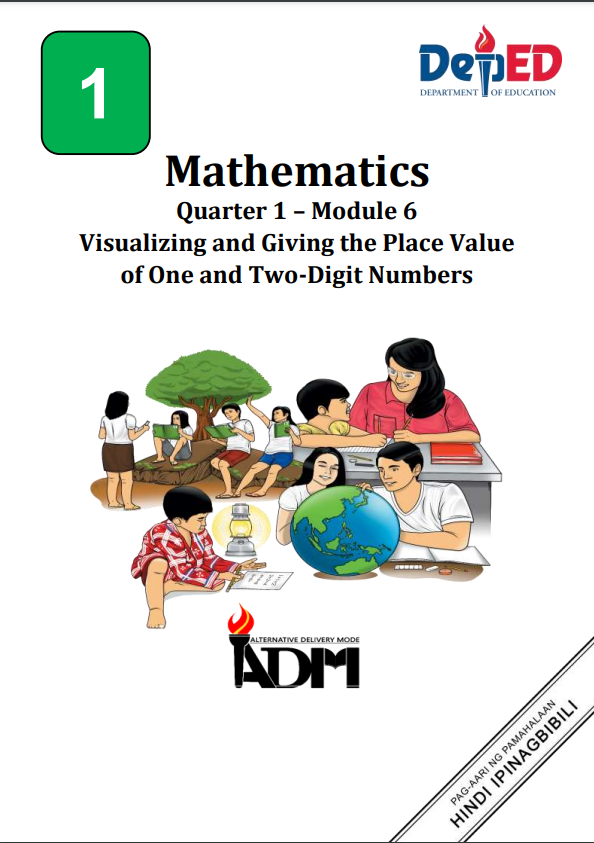 1
DepED
DEPARTMENT OF EDUCATION
Mathematics
Quarter 1 – Module 6
Visualizing and Giving the Place Value
of One and Two-Digit Numbers
ALTERNATIVE DELIVERY MODE
ADM
PAG-AARI NG PAMAHALAAN
HINDI IPINAGBIBILI